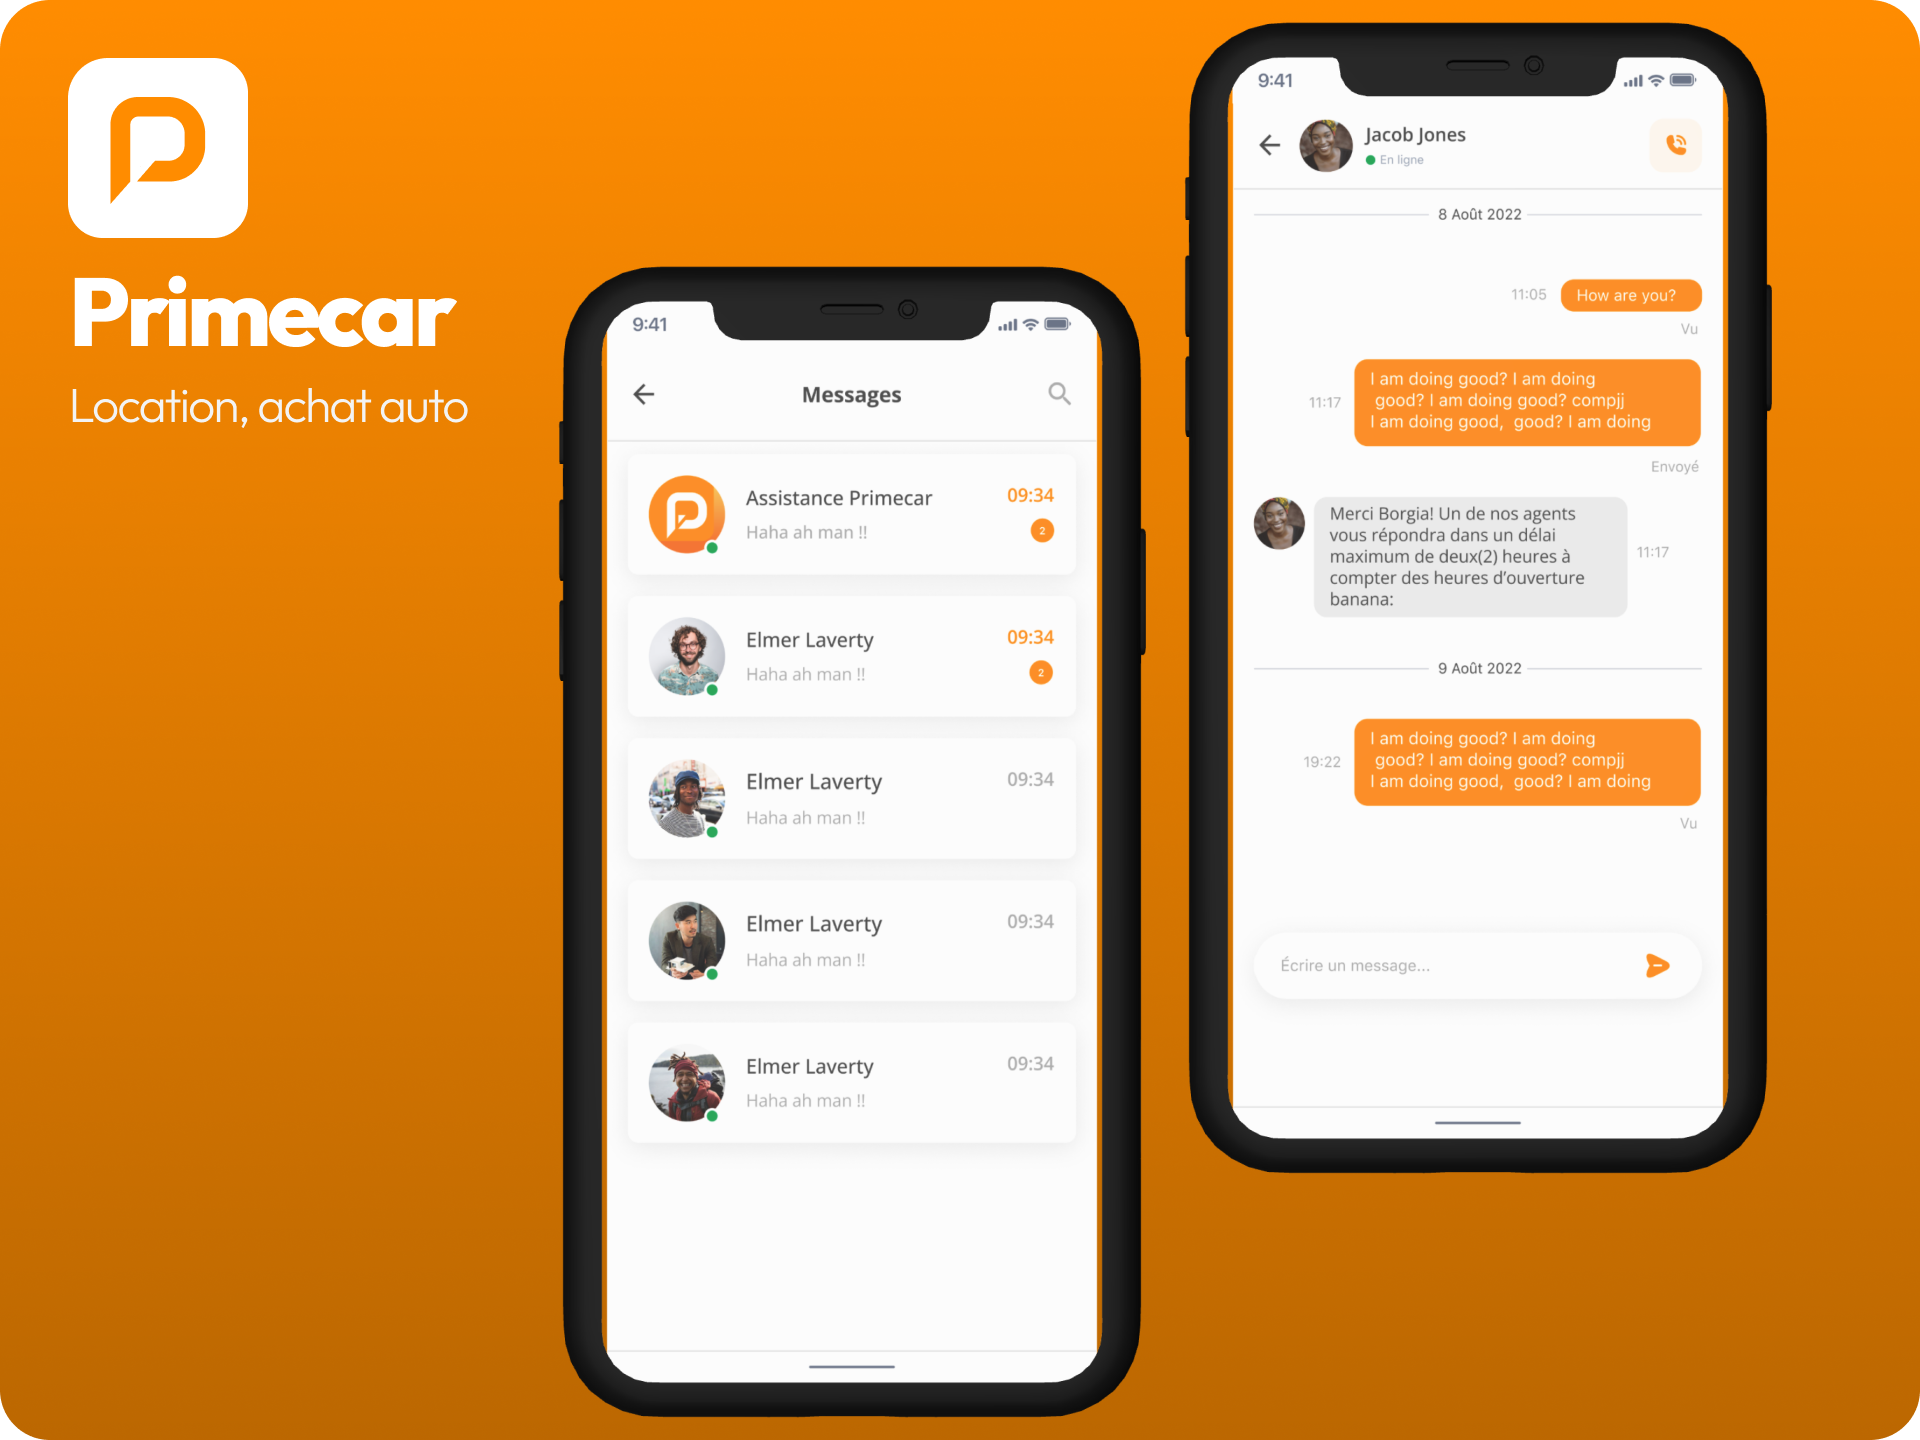 Primecar
Location, achat auto
9:41
Messages
Assistance Primecar
09:34
Haha ah man !!
2
Elmer Laverty
09:34
Haha ah man !!
2
Elmer Laverty
09:34
Haha ah man !!
Elmer Laverty
09:34
Haha ah man !!
Elmer Laverty
09:34
Haha ah man !!
9:41
Jacob Jones
En ligne
8 Août 2022
11:05
How are you?
Vu
I am doing good? I am doing
good? I am doing good? compjj
I am doing good,  good? I am doing
11:17
Envoyé
Merci Borgia! Un de nos agents
vous répondra dans un délai
maximum de deux(2) heures à
compter des heures d’ouverture
banana:
11:17
9 Août 2022
I am doing good? I am doing
good? I am doing good? compjj
I am doing good,  good? I am doing
19:22
Vu
Écrire un message...